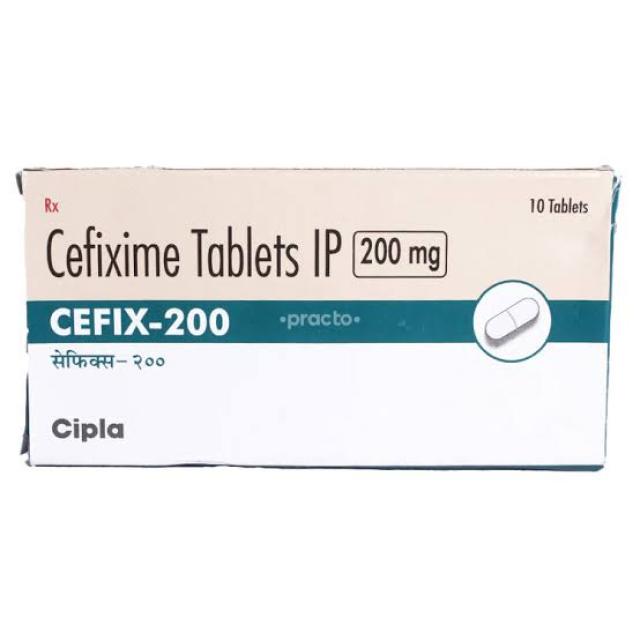 Rx
10 Tablets
Cefixime Tablets IP 200 mg
CEFIX-200
•practo•
सेफिक्स- २००
Cipla